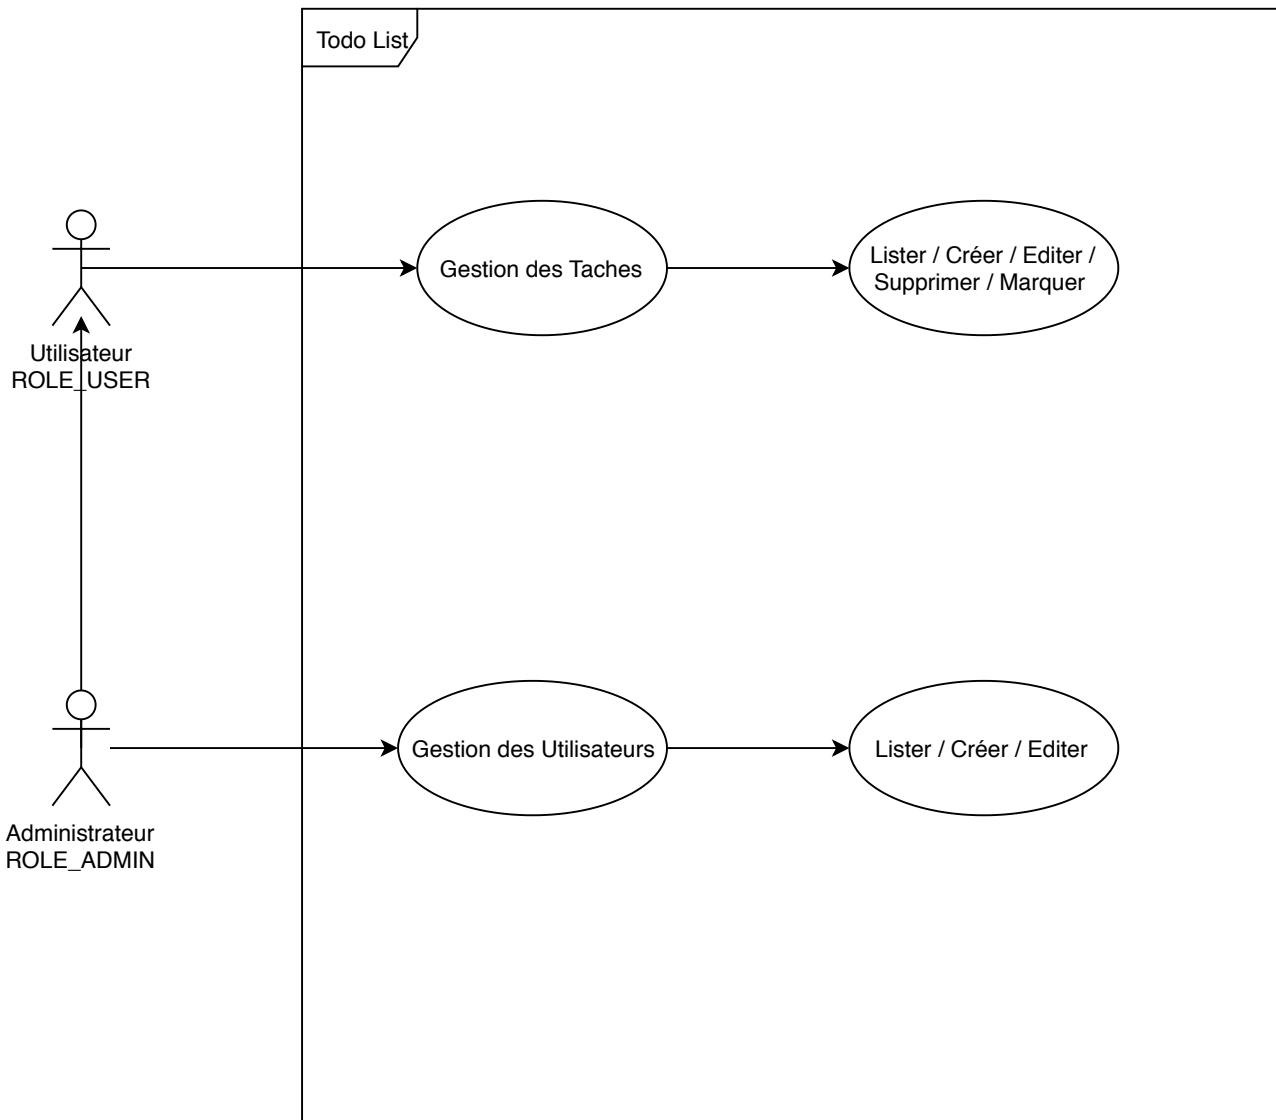 Todo List
Gestion des Taches
Lister / Créer / Editer /
Supprimer / Marquer
Utilisateur
ROLE_USER
Gestion des Utilisateurs
Lister / Créer / Editer
Administrateur
ROLE_ADMIN